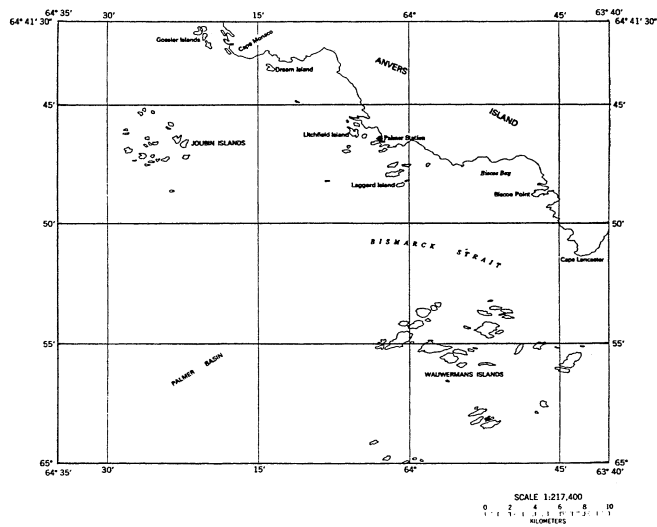 64° 35' 30' 15' 64° 45' 63° 40'
64° 41' 30" 64° 41' 30"
Gossler Islands
Cape Monaco
Dream Island
ANVERS
ISLAND
45' 45'
Litchfield Island
Palmer Station
JOUBIN ISLANDS
Biscoe Bay
Laggard Island
Biscoe Point
50' 50'
BISMARCK STRAIT
Cape Lancaster
55' 55'
PALMER BASIN
WAUWERMANS ISLANDS
65° 65°
64° 35' 30' 15' 64° 45' 63° 40'
SCALE 1:217,400
0 2 4 6 8 10
KILOMETERS